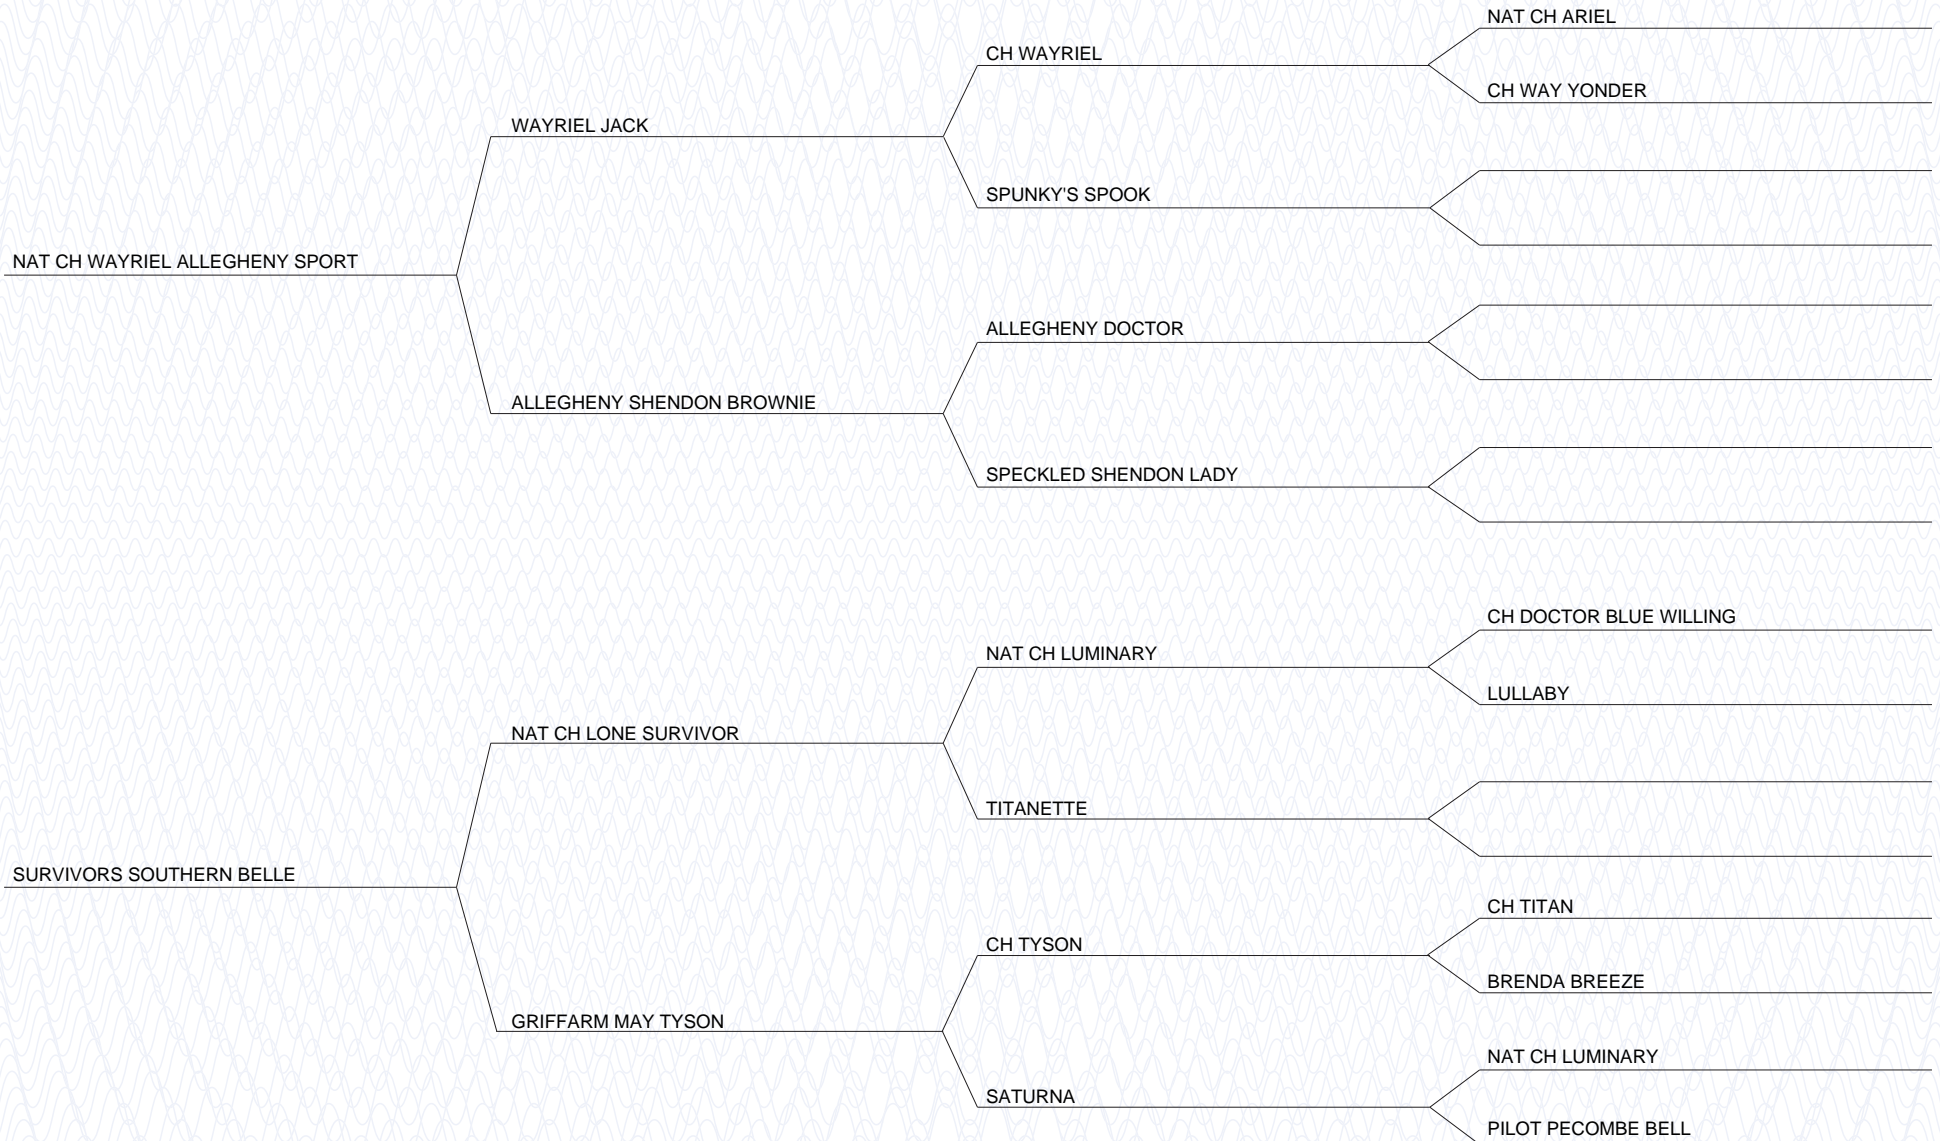 NAT CH ARIEL
CH WAYRIEL
CH WAY YONDER
WAYRIEL JACK
SPUNKY'S SPOOK
NAT CH WAYRIEL ALLEGHENY SPORT
ALLEGHENY DOCTOR
ALLEGHENY SHENDON BROWNIE
SPECKLED SHENDON LADY
CH DOCTOR BLUE WILLING
NAT CH LUMINARY
LULLABY
NAT CH LONE SURVIVOR
TITANETTE
SURVIVORS SOUTHERN BELLE
CH TITAN
CH TYSON
BRENDA BREEZE
GRIFFARM MAY TYSON
NAT CH LUMINARY
SATURNA
PILOT PECOMBE BELL